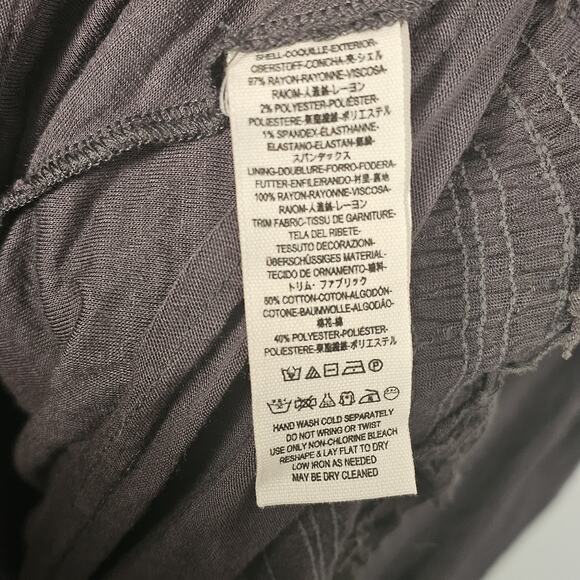 SHELL-COQUILLE-EXTERIOR-
OBERSTOFF-CONCHA-売-シェル
97% RAYON-RAYONNE-VISCOSA-
RAIOM-人造絲-レーヨン
2% POLYESTER-POLIÉSTER-
POLIESTERE-聚酯纖維-ポリエステル
1% SPANDEX-ÉLASTHANNE-
ELASTANO-ELASTAN-氨綸-
スパンデックス
LINING-DOUBLURE-FORRO-FODERA-
FUTTER-ENFILEIRANDO-衬里-裏地
100% RAYON-RAYONNE-VISCOSA-
RAIOM-人造絲-レーヨン
TRIM FABRIC-TISSU DE GARNITURE-
TELA DEL RIBETE-
TESSUTO DECORAZIONI-
ÜBERSCHÜSSIGES MATERIAL-
TECIDO DE ORNAMENTO-輔料-
トリム・ファブリック
60% COTTON-COTON-ALGODÓN-
COTONE-BAUMWOLLE-ALGODÃO-
棉花-綿
40% POLYESTER-POLIÉSTER-
POLIESTERE-聚酯纖維-ポリエステル
HAND WASH COLD SEPARATELY
DO NOT WRING OR TWIST
USE ONLY NON-CHLORINE BLEACH
RESHAPE & LAY FLAT TO DRY
LOW IRON AS NEEDED
MAY BE DRY CLEANED